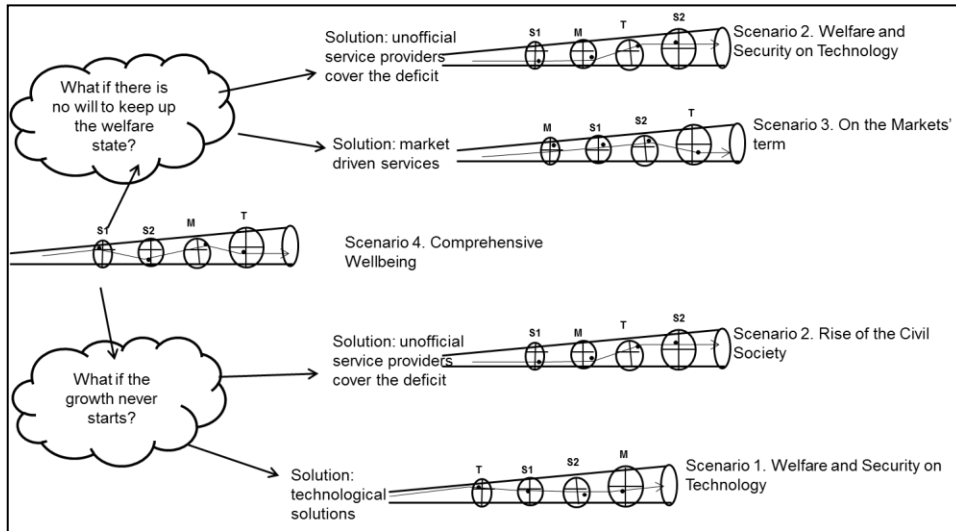 S1 M T S2
Solution: unofficial
service providers
cover the deficit
Scenario 2. Welfare and
Security on Technology
What if there is
no will to keep up
the welfare
state?
M S1 S2 T
Solution: market
driven services
Scenario 3. On the Markets'
term
S1 S2 M T
Scenario 4. Comprehensive
Wellbeing
S1 M T S2
Solution: unofficial
service providers
cover the deficit
Scenario 2. Rise of the Civil
Society
What if the
growth never
starts?
T S1 S2 M
Solution:
technological
solutions
Scenario 1. Welfare and Security on
Technology